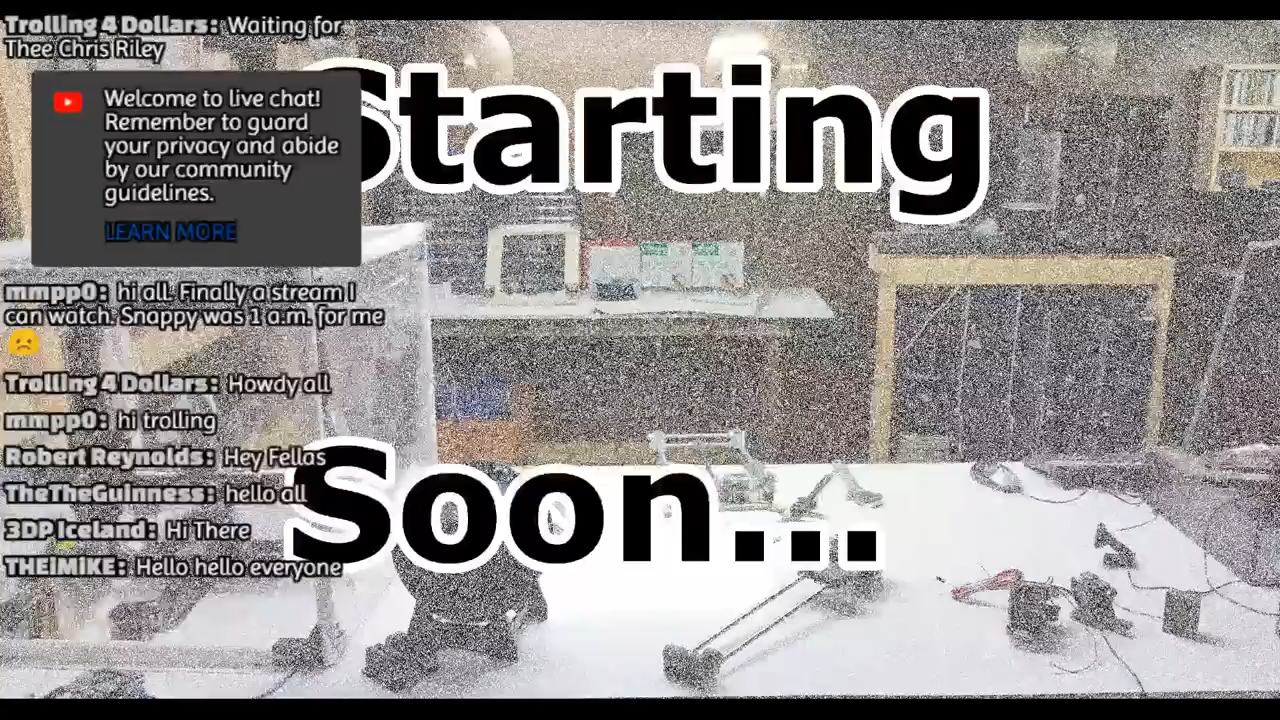 Trolling 4 Dollars: Waiting for
Thee Chris Riley
Welcome to live chat!
Remember to guard
your privacy and abide
by our community
guidelines.
LEARN MORE
Starting
mmpp0: hi all. Finally a stream I
can watch. Snappy was 1 a.m. for me
🙁
Trolling 4 Dollars: Howdy all
mmpp0: hi trolling
Robert Reynolds: Hey Fellas
TheTheGuinness: hello all
3DP Iceland: Hi There
THEiMiKE: Hello hello everyone
Soon...